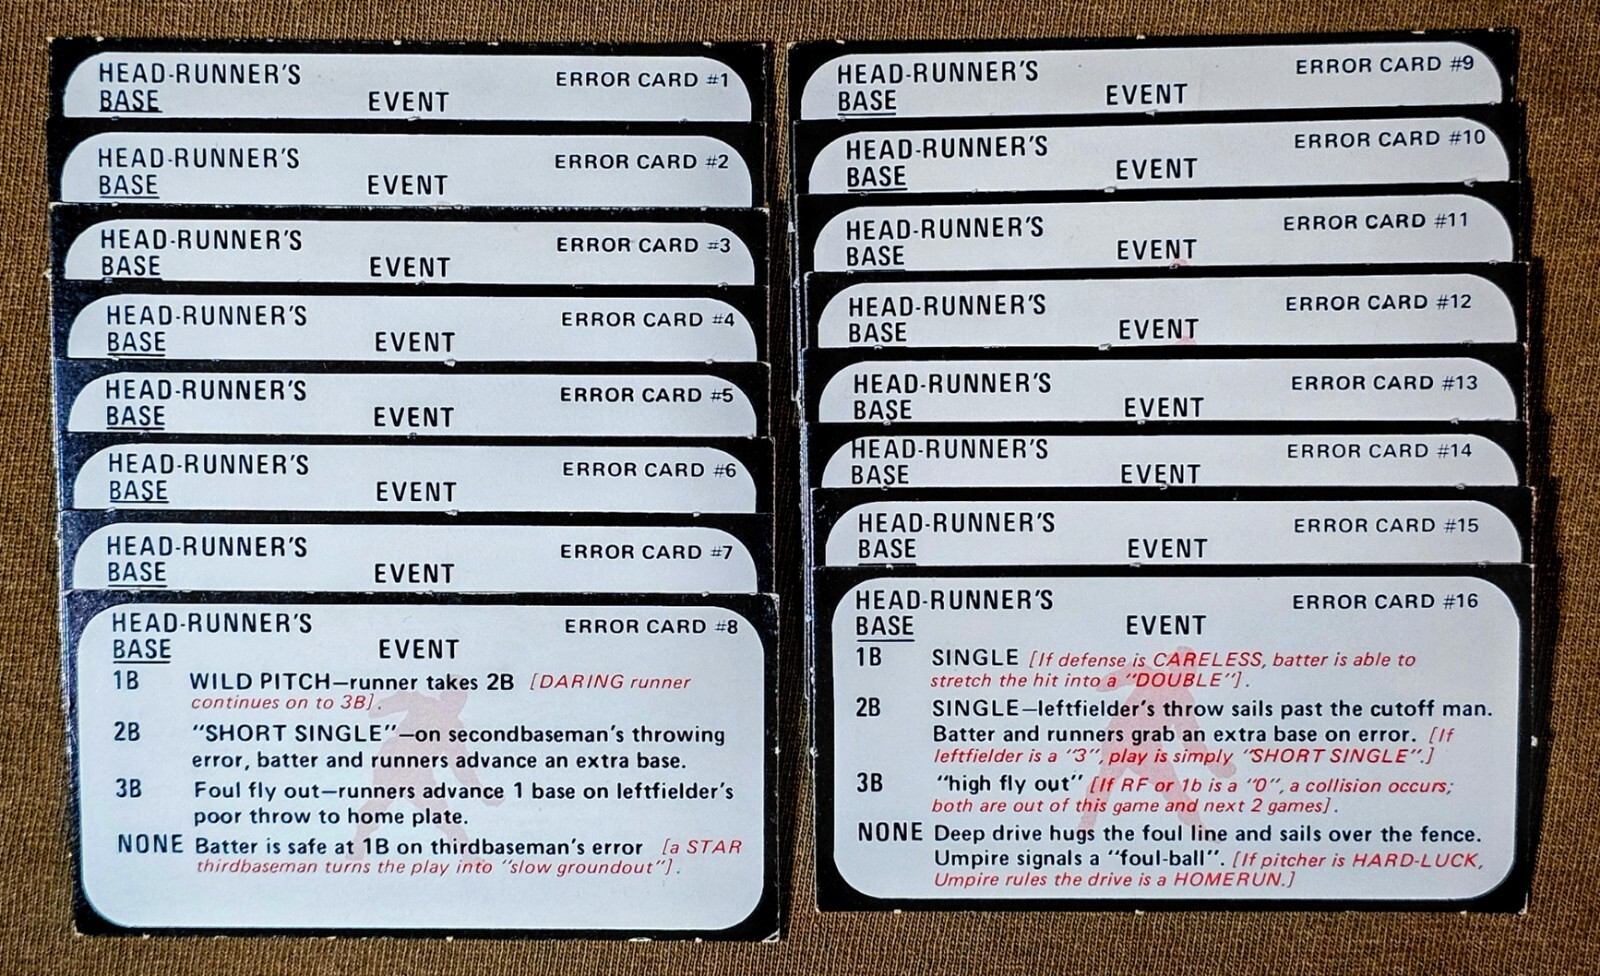 HEAD-RUNNER'S ERROR CARD #1
BASE EVENT
HEAD-RUNNER'S ERROR CARD #2
BASE EVENT
HEAD-RUNNER'S ERROR CARD #3
BASE EVENT
HEAD-RUNNER'S ERROR CARD #4
BASE EVENT
HEAD-RUNNER'S ERROR CARD #5
BASE EVENT
HEAD-RUNNER'S ERROR CARD #6
BASE EVENT
HEAD-RUNNER'S ERROR CARD #7
BASE EVENT
HEAD-RUNNER'S ERROR CARD #8
BASE EVENT
1B WILD PITCH—runner takes 2B [DARING runner
continues on to 3B].
2B "SHORT SINGLE"—on secondbaseman's throwing
error, batter and runners advance an extra base.
3B Foul fly out—runners advance 1 base on leftfielder's
poor throw to home plate.
NONE Batter is safe at 1B on thirdbaseman's error [a STAR
thirdbaseman turns the play into "slow groundout"].
HEAD-RUNNER'S ERROR CARD #9
BASE EVENT
HEAD-RUNNER'S ERROR CARD #10
BASE EVENT
HEAD-RUNNER'S ERROR CARD #11
BASE EVENT
HEAD-RUNNER'S ERROR CARD #12
BASE EVENT
HEAD-RUNNER'S ERROR CARD #13
BASE EVENT
HEAD-RUNNER'S ERROR CARD #14
BASE EVENT
HEAD-RUNNER'S ERROR CARD #15
BASE EVENT
HEAD-RUNNER'S ERROR CARD #16
BASE EVENT
1B SINGLE [If defense is CARELESS, batter is able to
stretch the hit into a "DOUBLE"].
2B SINGLE—leftfielder's throw sails past the cutoff man.
Batter and runners grab an extra base on error. [If
leftfielder is a "3", play is simply "SHORT SINGLE".]
3B "high fly out" [If RF or 1b is a "0", a collision occurs;
both are out of this game and next 2 games].
NONE Deep drive hugs the foul line and sails over the fence.
Umpire signals a "foul-ball". [If pitcher is HARD-LUCK,
Umpire rules the drive is a HOMERUN.]